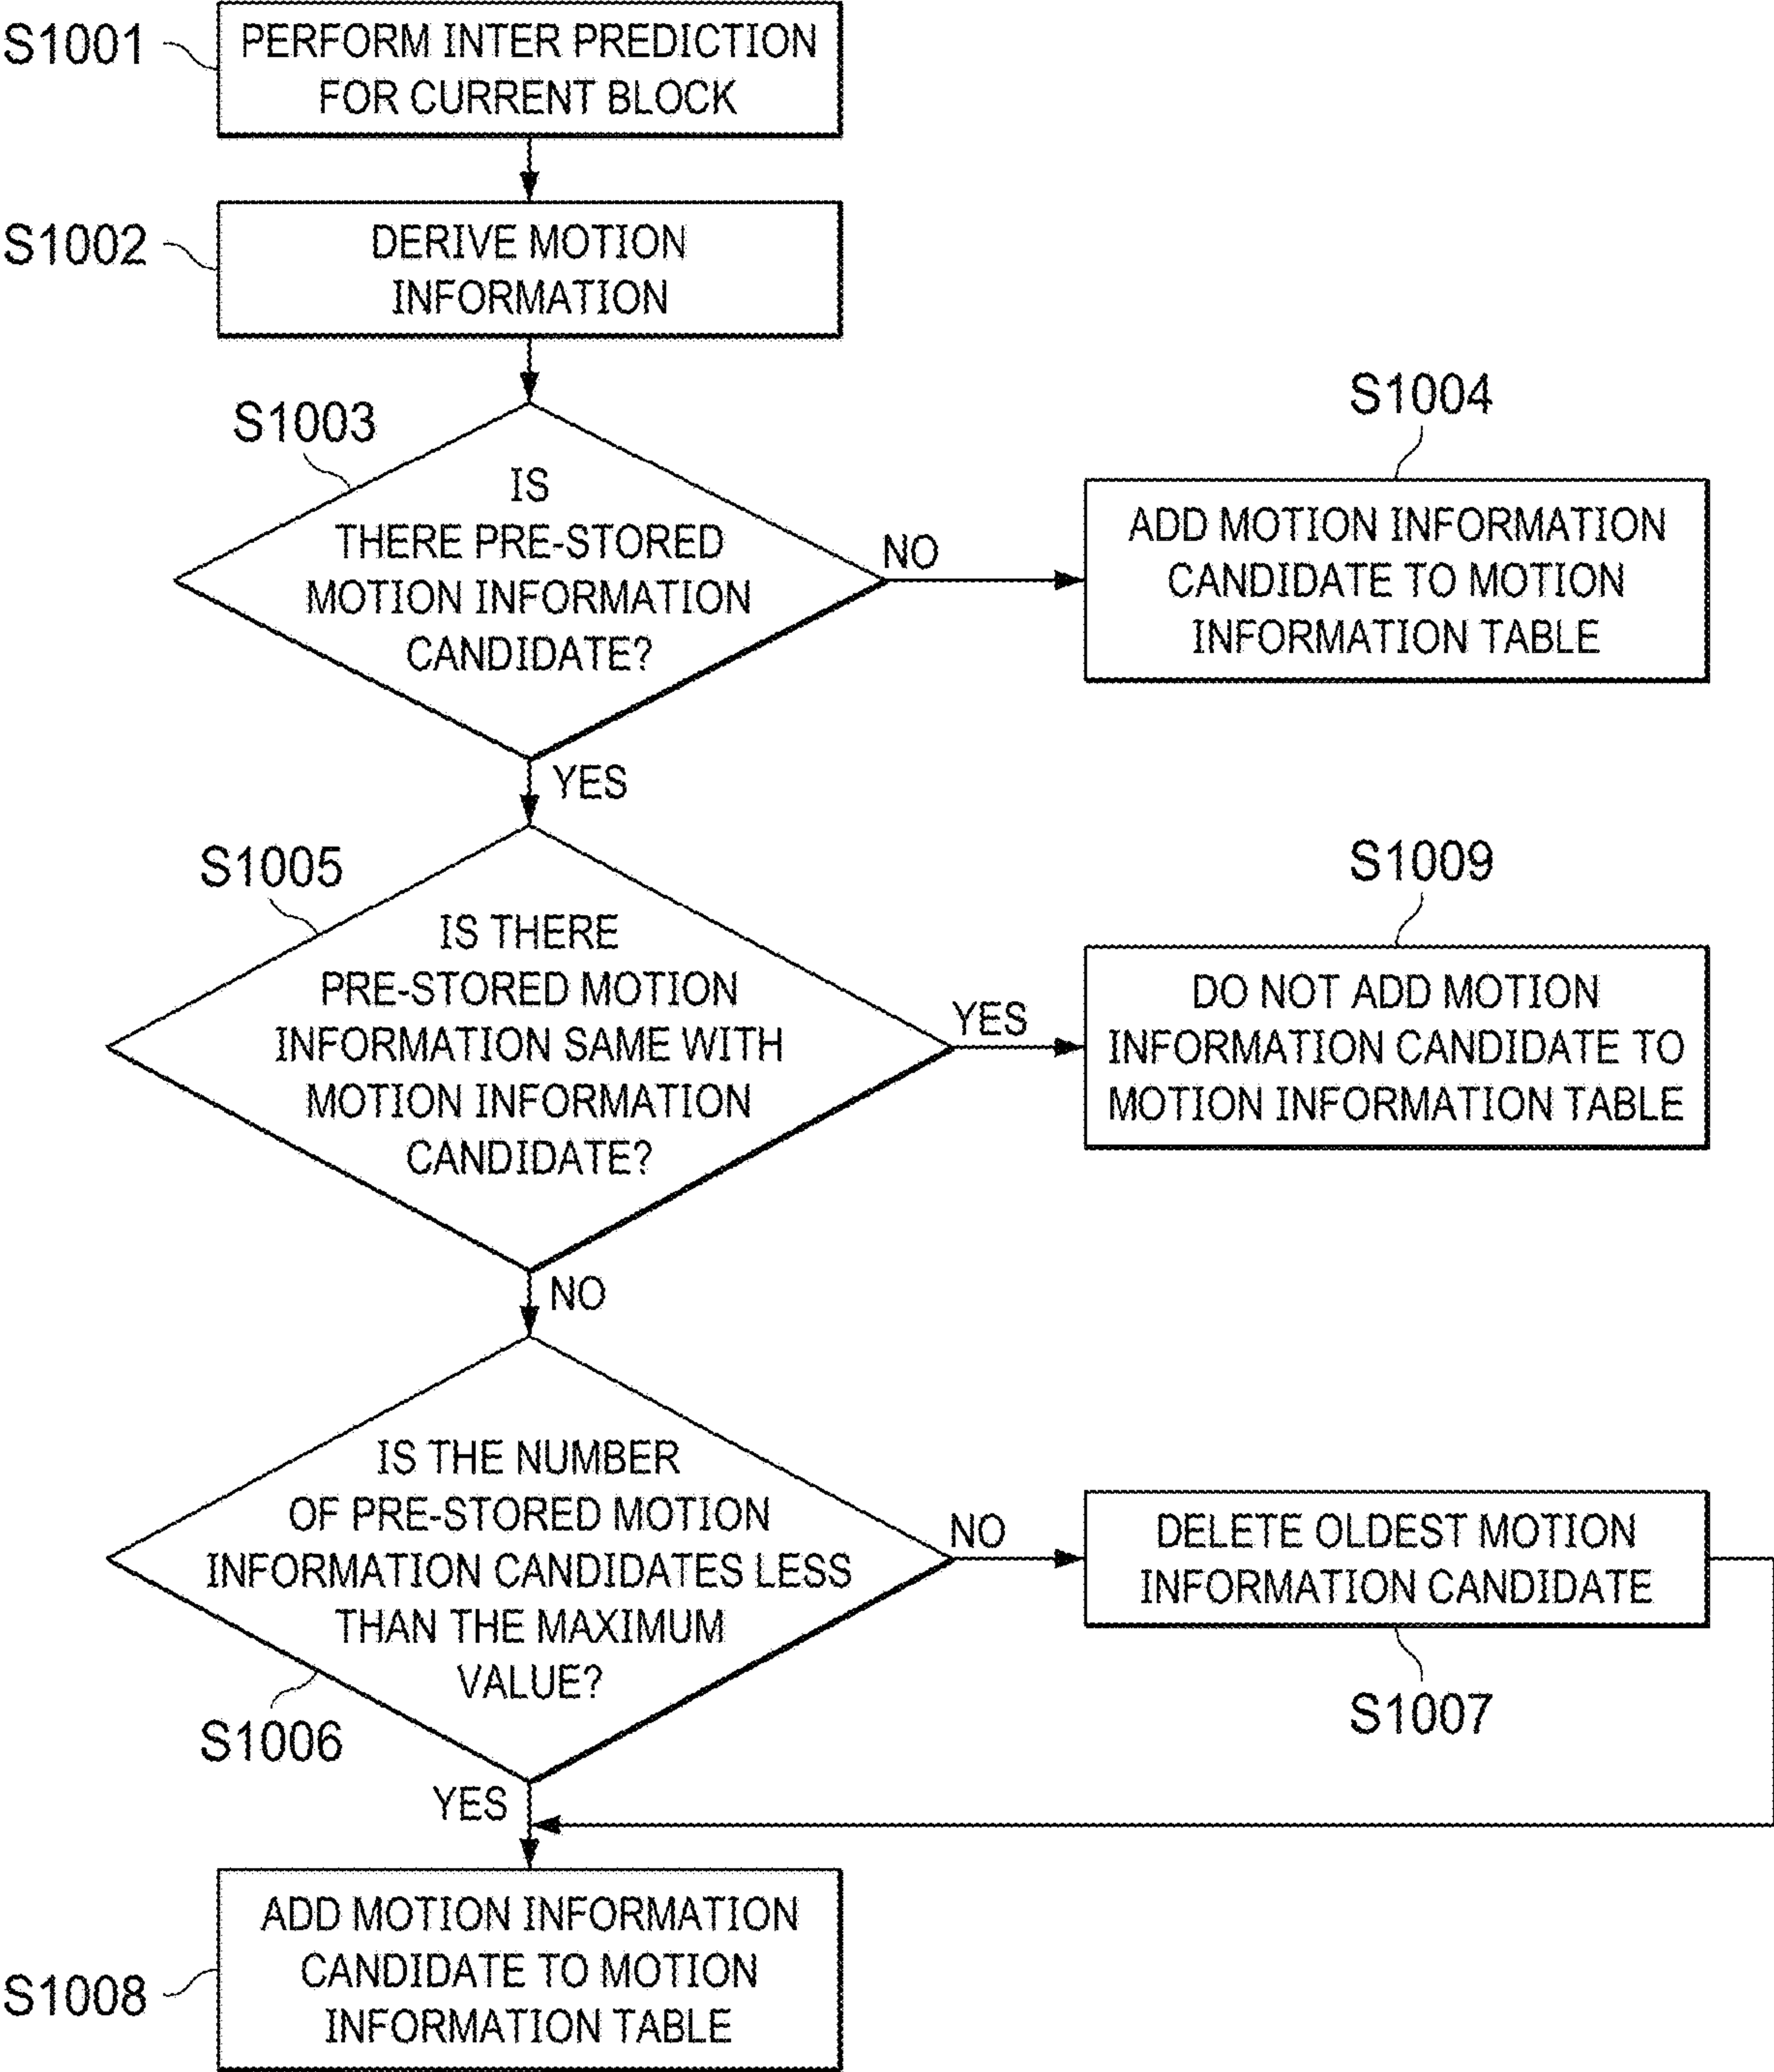 S1001
PERFORM INTER PREDICTION
FOR CURRENT BLOCK
S1002
DERIVE MOTION
INFORMATION
S1003
IS
THERE PRE-STORED
MOTION INFORMATION
CANDIDATE?
NO
S1004
ADD MOTION INFORMATION
CANDIDATE TO MOTION
INFORMATION TABLE
YES
S1005
IS THERE
PRE-STORED MOTION
INFORMATION SAME WITH
MOTION INFORMATION
CANDIDATE?
YES
S1009
DO NOT ADD MOTION
INFORMATION CANDIDATE TO
MOTION INFORMATION TABLE
NO
IS THE NUMBER
OF PRE-STORED MOTION
INFORMATION CANDIDATES LESS
THAN THE MAXIMUM
VALUE?
S1006
NO
DELETE OLDEST MOTION
INFORMATION CANDIDATE
S1007
YES
S1008
ADD MOTION INFORMATION
CANDIDATE TO MOTION
INFORMATION TABLE